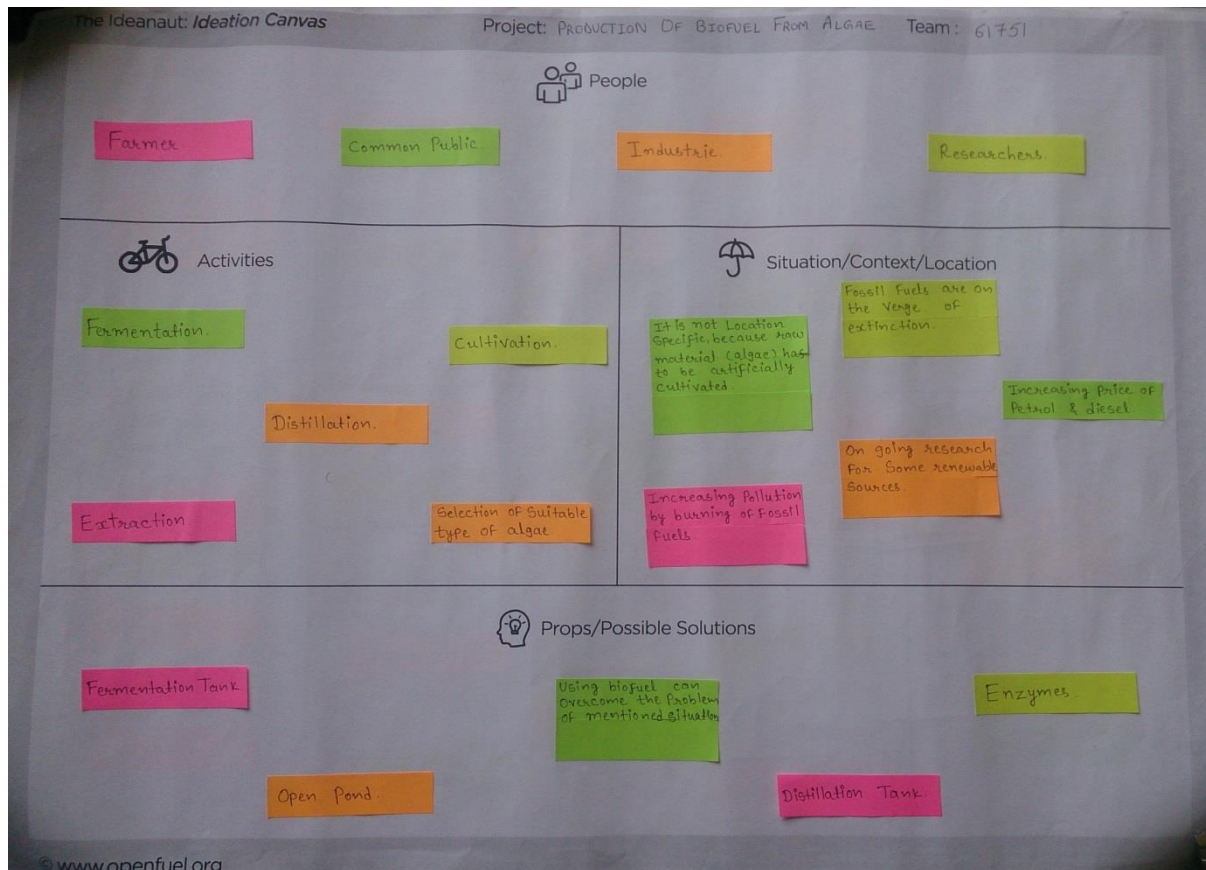 The Ideanaut: Ideation Canvas
Project: PRODUCTION OF BIOFUEL FROM ALGAE
Team: 61751
People
Farmer
Common Public.
Industrie.
Researchers.
Activities
Fermentation.
Cultivation.
Distillation.
Extraction
Selection of Suitable
type of algae
Situation/Context/Location
Fossil Fuels are on
the Verge of
extinction.
It is not Location
Specific, because raw
material (algae) has
to be artificially
cultivated.
Increasing Price of
Petrol & diesel
On going research
For Some renewable
Sources.
Increasing Pollution
by burning of Fossil
Fuels.
Props/Possible Solutions
Fermentation Tank
Using biofuel can
overcome the Problem
of mentioned situation
Enzymes
Open Pond.
Distillation Tank.
© www.openfuel.org